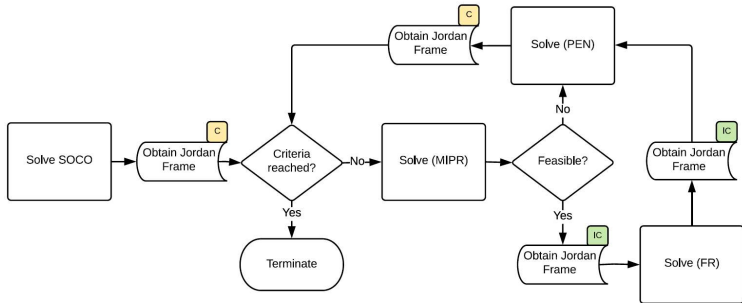 C
Obtain Jordan
Frame
Solve (PEN)
No
IC
Obtain Jordan
Frame
Solve SOCO
C
Obtain Jordan
Frame
Criteria
reached?
No
Solve (MIPR)
Feasible?
Yes
Yes
Terminate
IC
Obtain Jordan
Frame
Solve (FR)